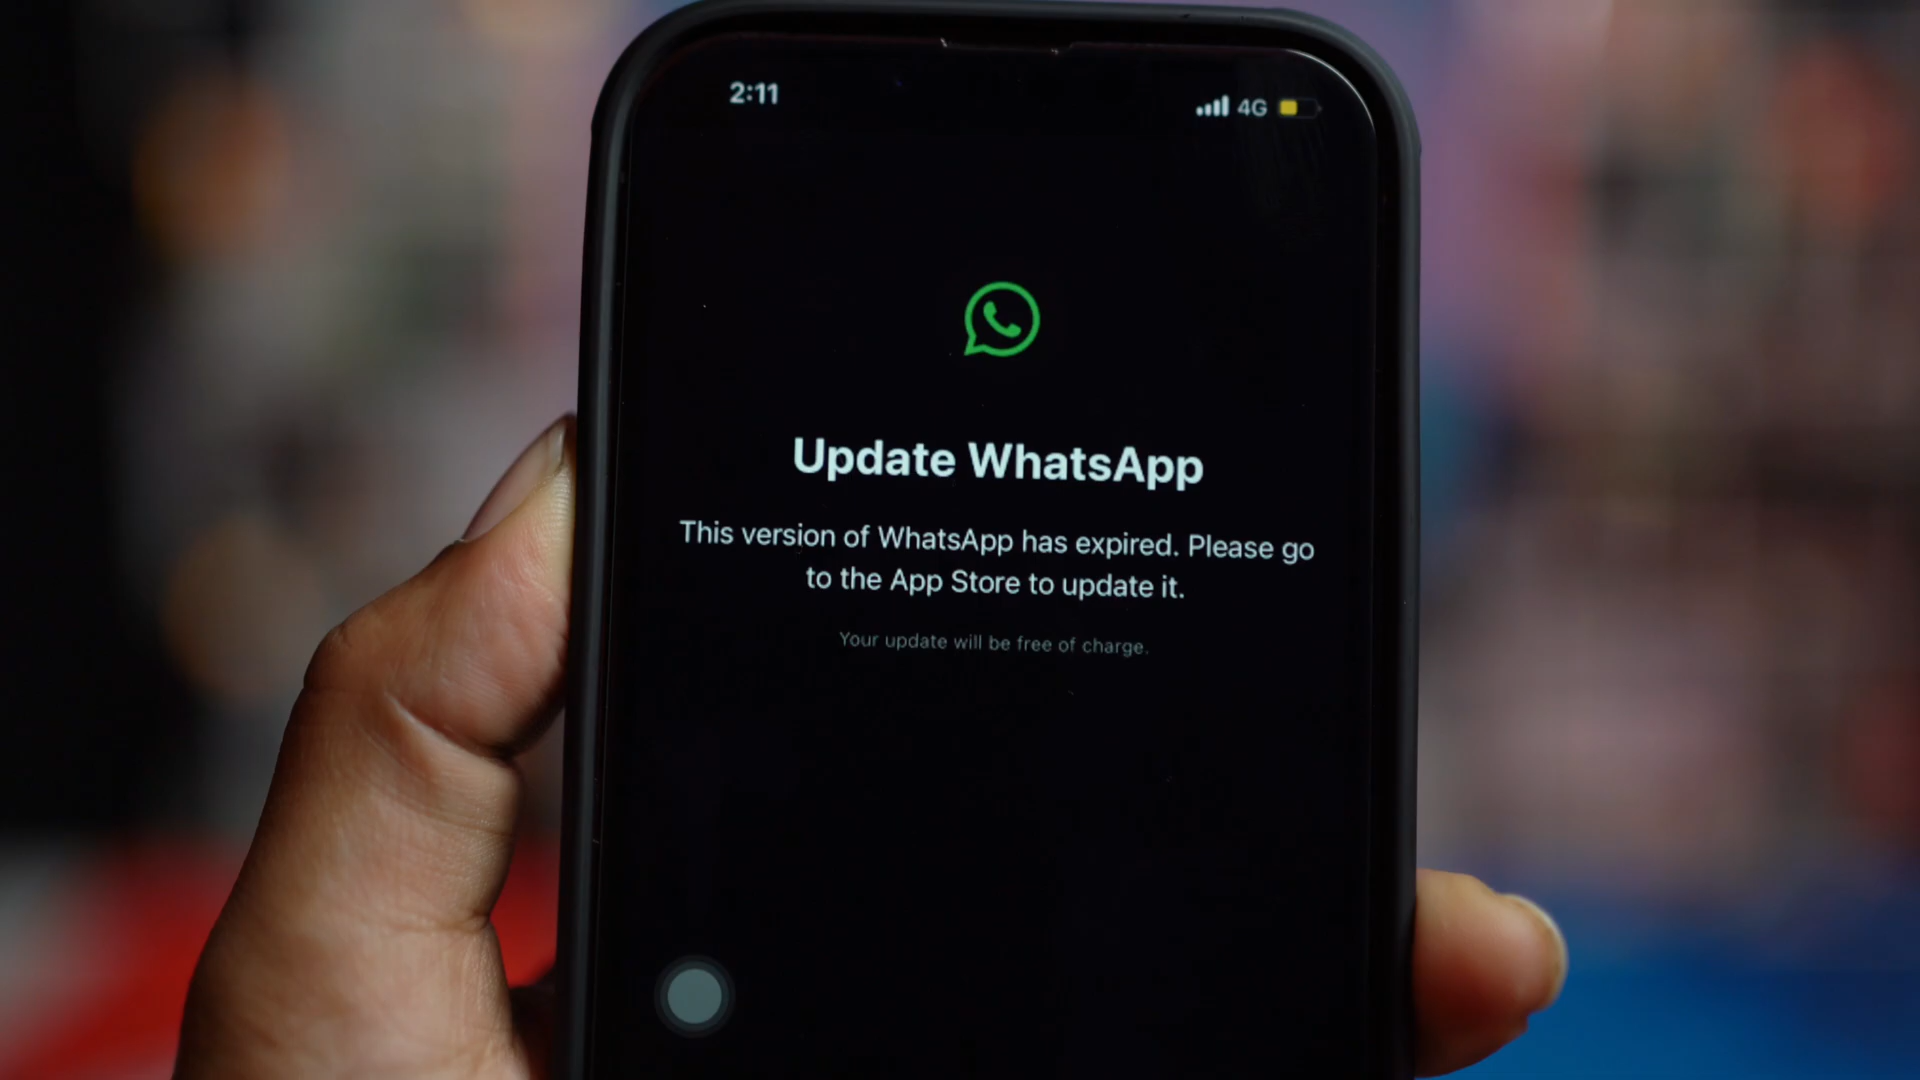 2:11
4G
Update WhatsApp
This version of WhatsApp has expired. Please go
to the App Store to update it.
Your update will be free of charge.